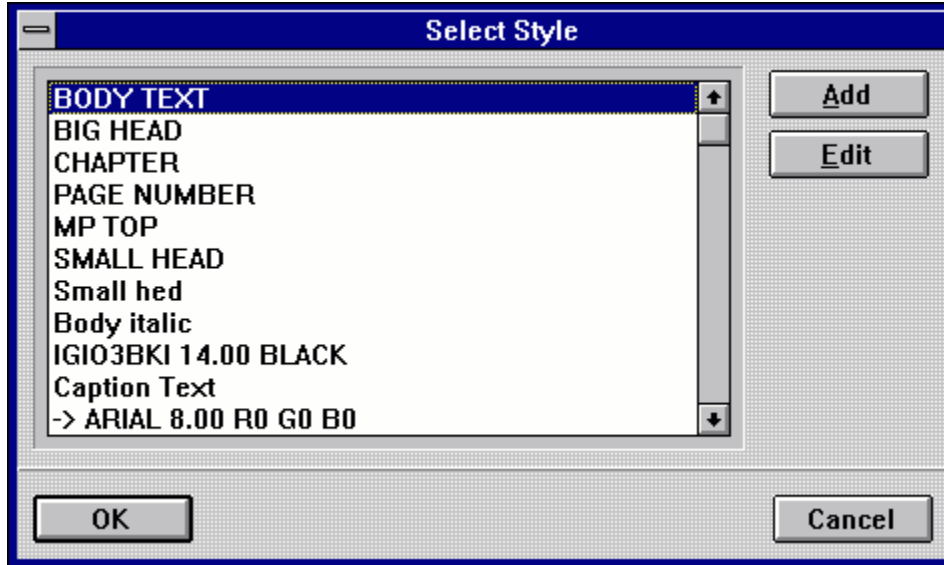 Select Style
BODY TEXT
BIG HEAD
CHAPTER
PAGE NUMBER
MP TOP
SMALL HEAD
Small hed
Body italic
IGIO3BKI 14.00 BLACK
Caption Text
-> ARIAL 8.00 R0 G0 B0
Add
Edit
OK
Cancel